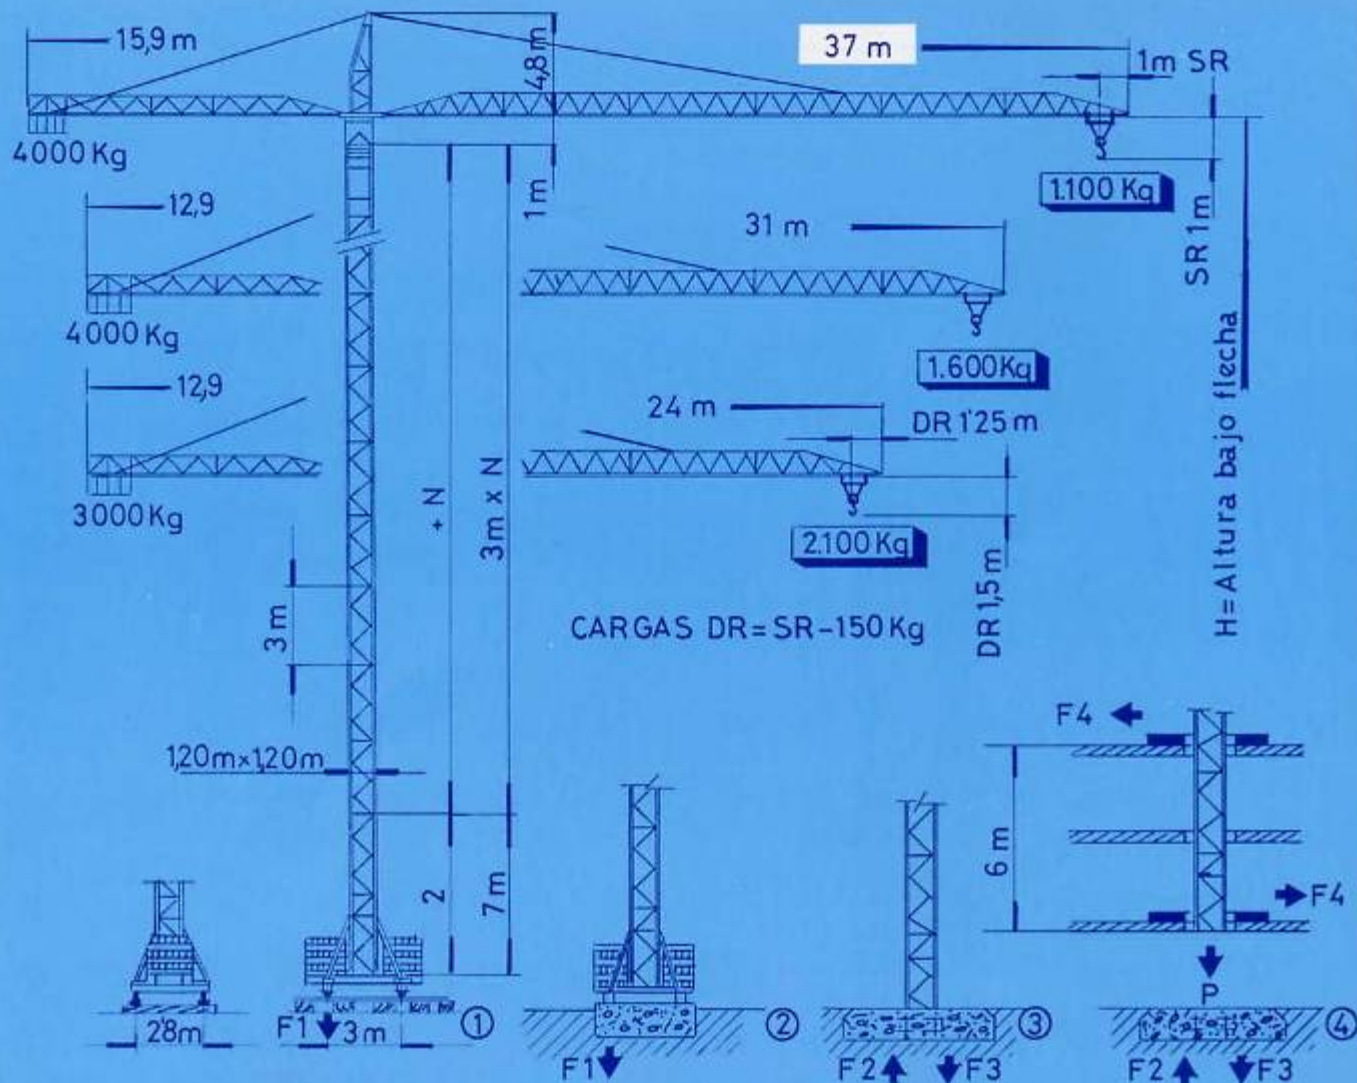 15,9 m
4,8 m
37 m
1m SR
4000 Kg
1 m
1.100 Kg
SR 1m
12,9
31 m
4000 Kg
1.600 Kg
H= Altura bajo flecha
12,9
24 m
DR 1'25 m
3000 Kg
+ N
3m x N
2.100 Kg
DR 1,5 m
3 m
CARGAS DR= SR-150 Kg
1,20m x 1,20m
F4
6 m
2
7 m
F4
P
2'8m
F1
3 m
1
F1
2
F2
F3
3
F2
F3
4